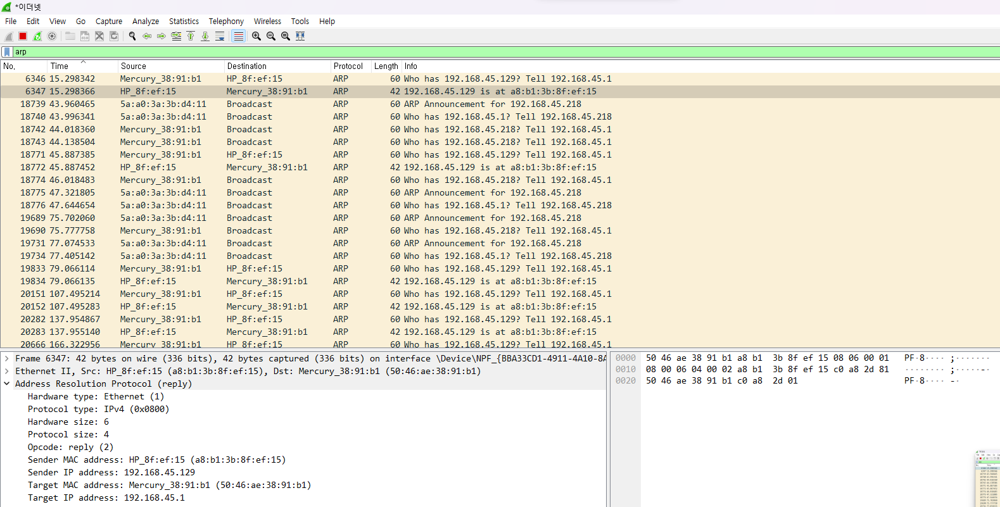 *이더넷
File Edit View Go Capture Analyze Statistics Telephony Wireless Tools Help
arp
No. Time Source Destination Protocol Length Info
6346 15.298342 Mercury_38:91:b1 HP_8f:ef:15 ARP 60 Who has 192.168.45.129? Tell 192.168.45.1
6347 15.298366 HP_8f:ef:15 Mercury_38:91:b1 ARP 42 192.168.45.129 is at a8:b1:3b:8f:ef:15
18739 43.960465 5a:a0:3a:3b:d4:11 Broadcast ARP 60 ARP Announcement for 192.168.45.218
18740 43.996341 5a:a0:3a:3b:d4:11 Broadcast ARP 60 Who has 192.168.45.1? Tell 192.168.45.218
18742 44.018360 Mercury_38:91:b1 Broadcast ARP 60 Who has 192.168.45.218? Tell 192.168.45.1
18743 44.138504 Mercury_38:91:b1 Broadcast ARP 60 Who has 192.168.45.218? Tell 192.168.45.1
18771 45.887385 Mercury_38:91:b1 HP_8f:ef:15 ARP 60 Who has 192.168.45.129? Tell 192.168.45.1
18772 45.887452 HP_8f:ef:15 Mercury_38:91:b1 ARP 42 192.168.45.129 is at a8:b1:3b:8f:ef:15
18774 46.018483 Mercury_38:91:b1 Broadcast ARP 60 Who has 192.168.45.218? Tell 192.168.45.1
18775 47.321805 5a:a0:3a:3b:d4:11 Broadcast ARP 60 ARP Announcement for 192.168.45.218
18776 47.644654 5a:a0:3a:3b:d4:11 Broadcast ARP 60 Who has 192.168.45.1? Tell 192.168.45.218
19689 75.702060 5a:a0:3a:3b:d4:11 Broadcast ARP 60 ARP Announcement for 192.168.45.218
19690 75.777758 Mercury_38:91:b1 Broadcast ARP 60 Who has 192.168.45.218? Tell 192.168.45.1
19731 77.074533 5a:a0:3a:3b:d4:11 Broadcast ARP 60 ARP Announcement for 192.168.45.218
19734 77.405142 5a:a0:3a:3b:d4:11 Broadcast ARP 60 Who has 192.168.45.1? Tell 192.168.45.218
19833 79.066114 Mercury_38:91:b1 HP_8f:ef:15 ARP 60 Who has 192.168.45.129? Tell 192.168.45.1
19834 79.066135 HP_8f:ef:15 Mercury_38:91:b1 ARP 42 192.168.45.129 is at a8:b1:3b:8f:ef:15
20151 107.495214 Mercury_38:91:b1 HP_8f:ef:15 ARP 60 Who has 192.168.45.129? Tell 192.168.45.1
20152 107.495283 HP_8f:ef:15 Mercury_38:91:b1 ARP 42 192.168.45.129 is at a8:b1:3b:8f:ef:15
20282 137.954867 Mercury_38:91:b1 HP_8f:ef:15 ARP 60 Who has 192.168.45.129? Tell 192.168.45.1
20283 137.955140 HP_8f:ef:15 Mercury_38:91:b1 ARP 42 192.168.45.129 is at a8:b1:3b:8f:ef:15
20666 166.322956 Mercury_38:91:b1 HP_8f:ef:15 ARP 60 Who has 192.168.45.129? Tell 192.168.45.1
Frame 6347: 42 bytes on wire (336 bits), 42 bytes captured (336 bits) on interface \Device\NPF_{BBA33CD1-4911-4A10-8A
Ethernet II, Src: HP_8f:ef:15 (a8:b1:3b:8f:ef:15), Dst: Mercury_38:91:b1 (50:46:ae:38:91:b1)
Address Resolution Protocol (reply)
Hardware type: Ethernet (1)
Protocol type: IPv4 (0x0800)
Hardware size: 6
Protocol size: 4
Opcode: reply (2)
Sender MAC address: HP_8f:ef:15 (a8:b1:3b:8f:ef:15)
Sender IP address: 192.168.45.129
Target MAC address: Mercury_38:91:b1 (50:46:ae:38:91:b1)
Target IP address: 192.168.45.1
0000 50 46 ae 38 91 b1 a8 b1 3b 8f ef 15 08 06 00 01 PF·8···· ;·······
0010 08 00 06 04 00 02 a8 b1 3b 8f ef 15 c0 a8 2d 81 ········ ;·····-·
0020 50 46 ae 38 91 b1 c0 a8 2d 01 PF·8···· -·